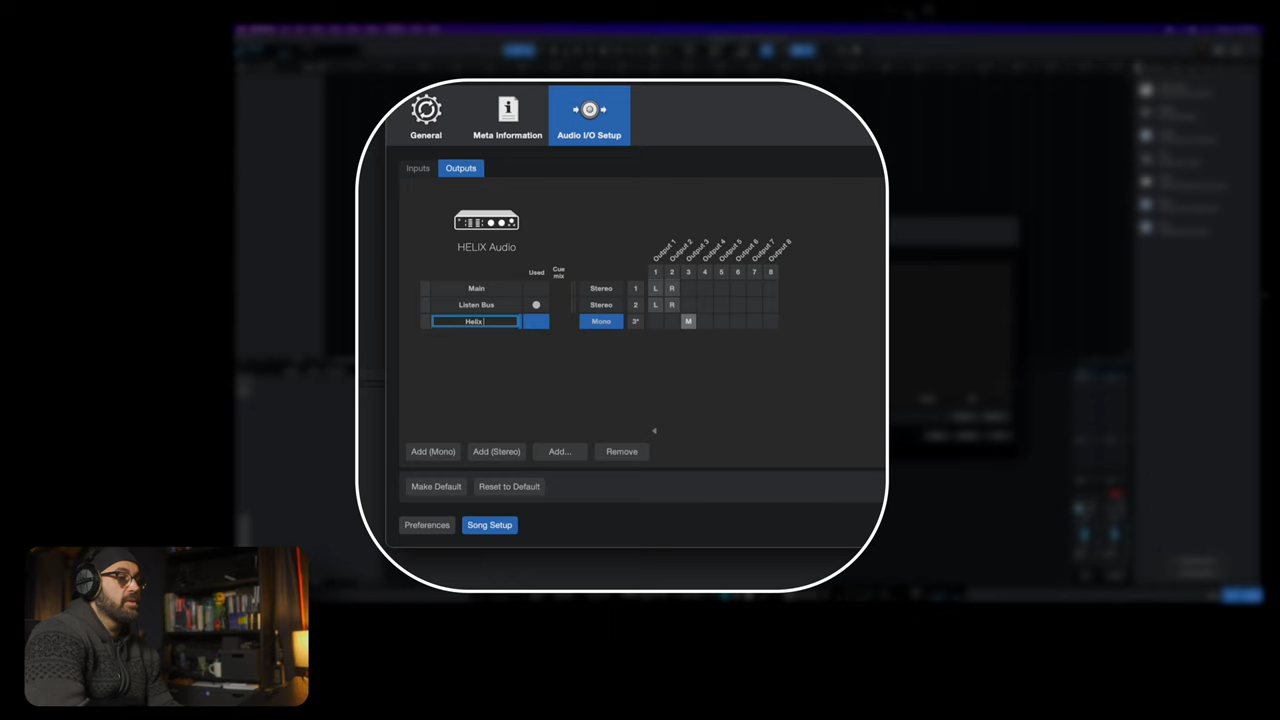 General Meta Information Audio I/O Setup
Inputs Outputs
HELIX Audio
Used Cue mix Output 1 Output 2 Output 3 Output 4 Output 5 Output 6 Output 7 Output 8
1 2 3 4 5 6 7 8
Main Stereo 1 L R
Listen Bus Stereo 2 L R
Helix Mono 3* M
Add (Mono) Add (Stereo) Add... Remove
Make Default Reset to Default
Preferences Song Setup